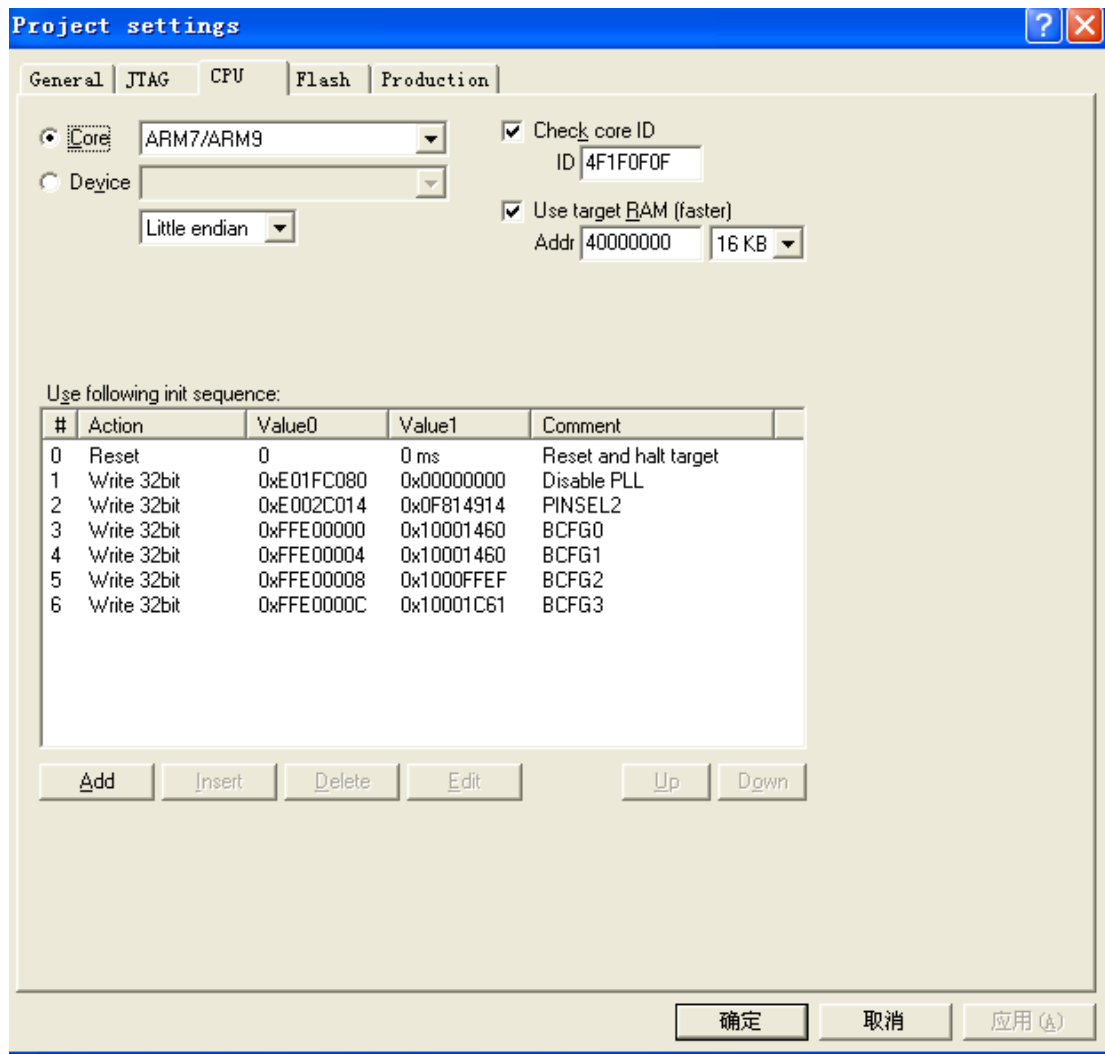 Project settings
General JTAG CPU Flash Production
Core ARM7/ARM9
Check core ID
ID 4F1F0F0F
Device
Use target RAM (faster)
Little endian
Addr 40000000 16 KB
Use following init sequence:
# Action Value0 Value1 Comment
0 Reset 0 0 ms Reset and halt target
1 Write 32bit 0xE01FC080 0x00000000 Disable PLL
2 Write 32bit 0xE002C014 0x0F814914 PINSEL2
3 Write 32bit 0xFFE00000 0x10001460 BCFG0
4 Write 32bit 0xFFE00004 0x10001460 BCFG1
5 Write 32bit 0xFFE00008 0x1000FFEF BCFG2
6 Write 32bit 0xFFE0000C 0x10001C61 BCFG3
Add Insert Delete Edit Up Down
确定 取消 应用(A)